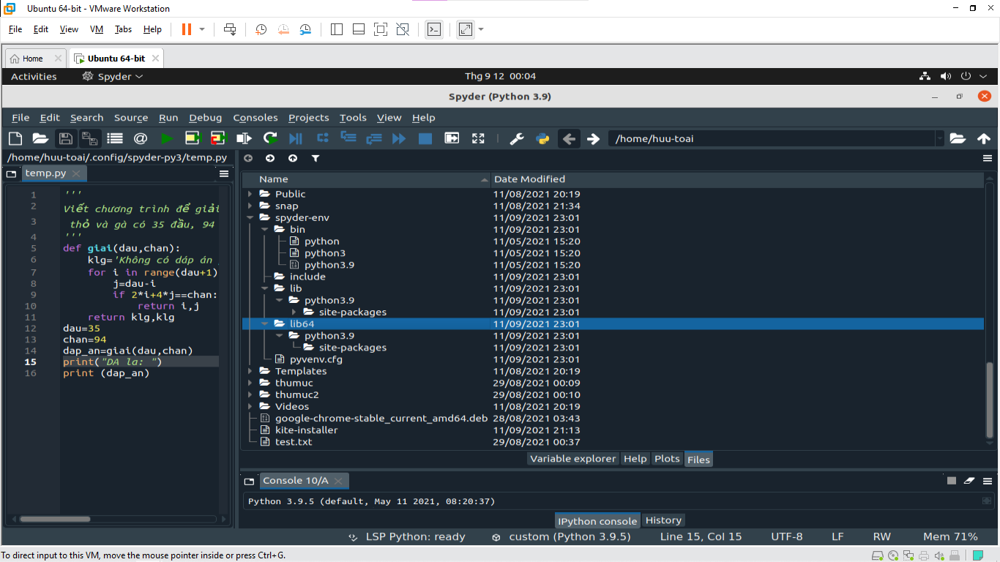 Ubuntu 64-bit - VMware Workstation
File Edit View VM Tabs Help
Home Ubuntu 64-bit
Activities Spyder Thg 9 12 00:04
Spyder (Python 3.9)
File Edit Search Source Run Debug Consoles Projects Tools View Help
/home/huu-toai
/home/huu-toai/.config/spyder-py3/temp.py
temp.py
1 '''
2 Viết chương trình để giải
3 thỏ và gà có 35 đầu, 94
4 '''
5 def giai(dau,chan):
6 klg='Không có dáp án
7 for i in range(dau+1)
8 j=dau-i
9 if 2*i+4*j==chan:
10 return i,j
11 return klg,klg
12 dau=35
13 chan=94
14 dap_an=giai(dau,chan)
15 print("DA la: ")
16 print (dap_an)
Name Date Modified
Public 11/08/2021 20:19
snap 11/08/2021 21:34
spyder-env 11/09/2021 23:01
bin 11/09/2021 23:01
python 11/05/2021 15:20
python3 11/05/2021 15:20
python3.9 11/05/2021 15:20
include 11/09/2021 23:01
lib 11/09/2021 23:01
python3.9 11/09/2021 23:01
site-packages 11/09/2021 23:01
lib64 11/09/2021 23:01
python3.9 11/09/2021 23:01
site-packages 11/09/2021 23:01
pyvenv.cfg 11/09/2021 23:01
Templates 11/08/2021 20:19
thumuc 29/08/2021 00:09
thumuc2 29/08/2021 00:10
Videos 11/08/2021 20:19
google-chrome-stable_current_amd64.deb 28/08/2021 03:43
kite-installer 11/09/2021 21:13
test.txt 29/08/2021 00:37
Variable explorer Help Plots Files
Console 10/A
Python 3.9.5 (default, May 11 2021, 08:20:37)
IPython console History
LSP Python: ready custom (Python 3.9.5) Line 15, Col 15 UTF-8 LF RW Mem 71%
To direct input to this VM, move the mouse pointer inside or press Ctrl+G.